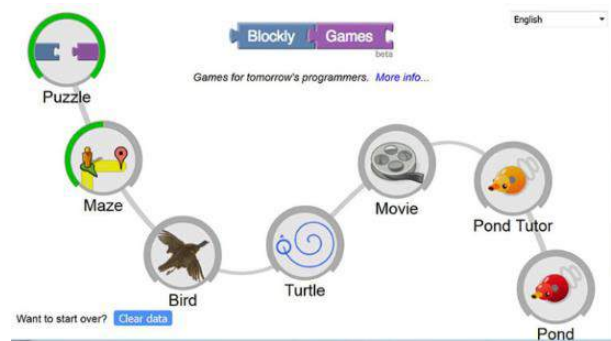 English
Blockly Games
beta
Games for tomorrow's programmers. More info...
Puzzle
Maze
Bird
Turtle
Movie
Pond Tutor
Pond
Want to start over? Clear data